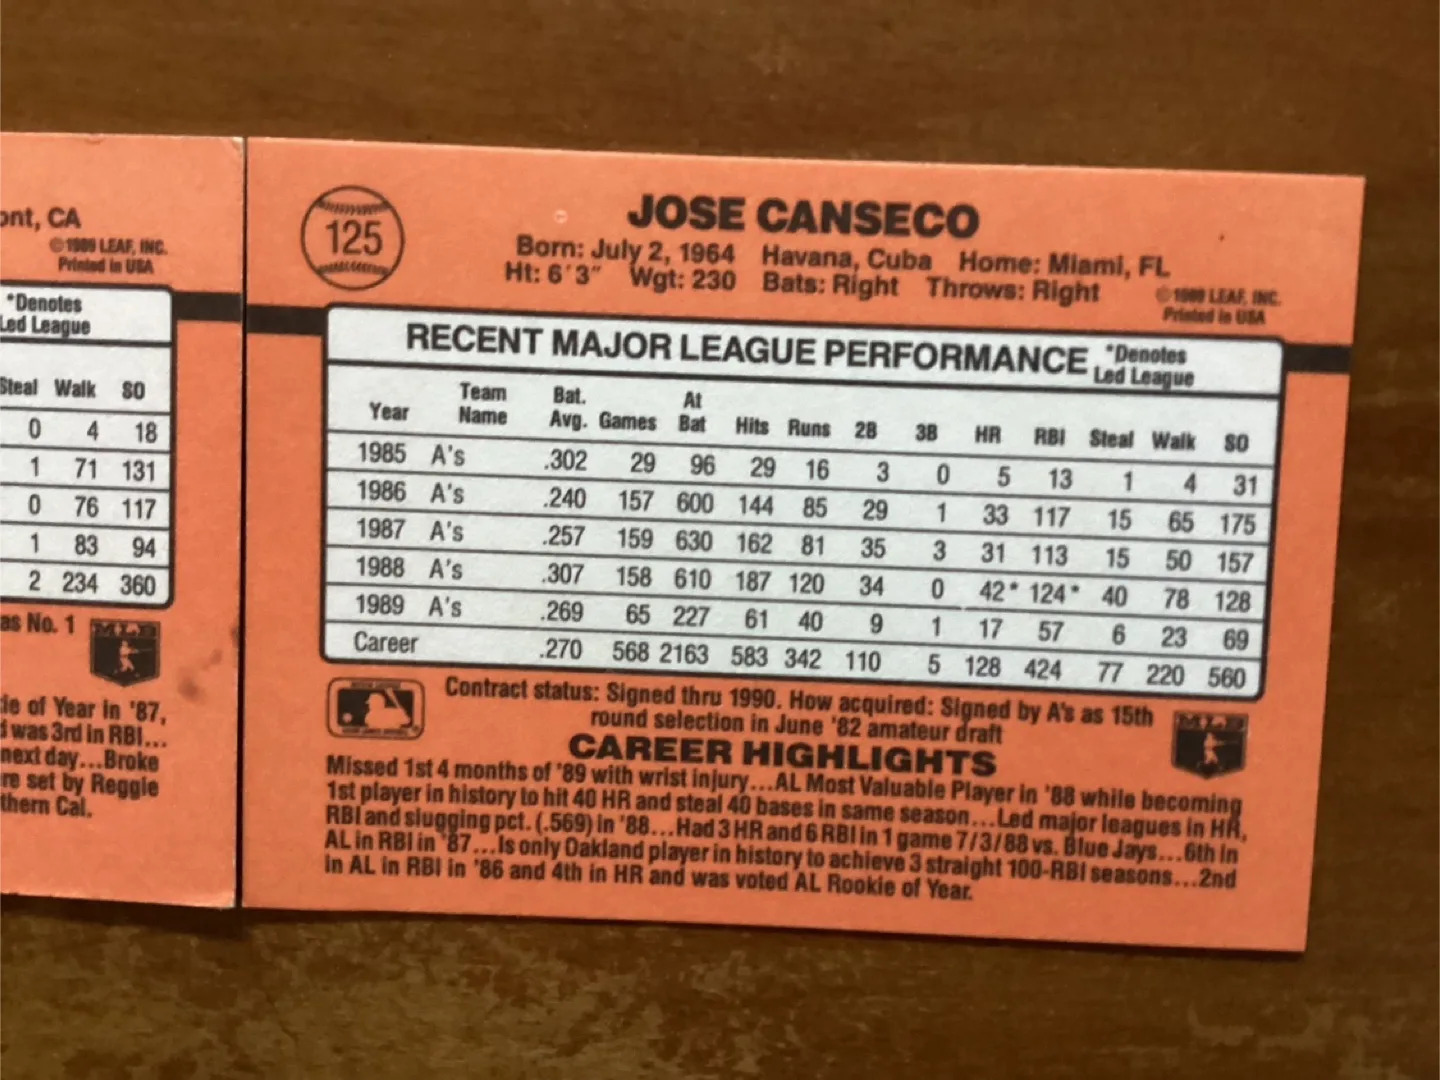 ont, CA
©1989 LEAF, INC.
Printed in USA
*Denotes
Led League
Steal Walk SO
0 4 18
1 71 131
0 76 117
1 83 94
2 234 360
as No. 1
MLB
ie of Year in '87,
d was 3rd in RBI...
next day...Broke
re set by Reggie
thern Cal.
125
JOSE CANSECO
Born: July 2, 1964 Havana, Cuba Home: Miami, FL
Ht: 6'3" Wgt: 230 Bats: Right Throws: Right
©1989 LEAF, INC.
Printed in USA
RECENT MAJOR LEAGUE PERFORMANCE *Denotes Led League
Year Team Name Bat. Avg. Games At Bat Hits Runs 2B 3B HR RBI Steal Walk SO
1985 A's .302 29 96 29 16 3 0 5 13 1 4 31
1986 A's .240 157 600 144 85 29 1 33 117 15 65 175
1987 A's .257 159 630 162 81 35 3 31 113 15 50 157
1988 A's .307 158 610 187 120 34 0 42* 124* 40 78 128
1989 A's .269 65 227 61 40 9 1 17 57 6 23 69
Career .270 568 2163 583 342 110 5 128 424 77 220 560
Contract status: Signed thru 1990. How acquired: Signed by A's as 15th
round selection in June '82 amateur draft
MLB
CAREER HIGHLIGHTS
Missed 1st 4 months of '89 with wrist injury...AL Most Valuable Player in '88 while becoming
1st player in history to hit 40 HR and steal 40 bases in same season...Led major leagues in HR,
RBI and slugging pct. (.569) in '88...Had 3 HR and 6 RBI in 1 game 7/3/88 vs. Blue Jays...6th in
AL in RBI in '87...Is only Oakland player in history to achieve 3 straight 100-RBI seasons...2nd
in AL in RBI in '86 and 4th in HR and was voted AL Rookie of Year.